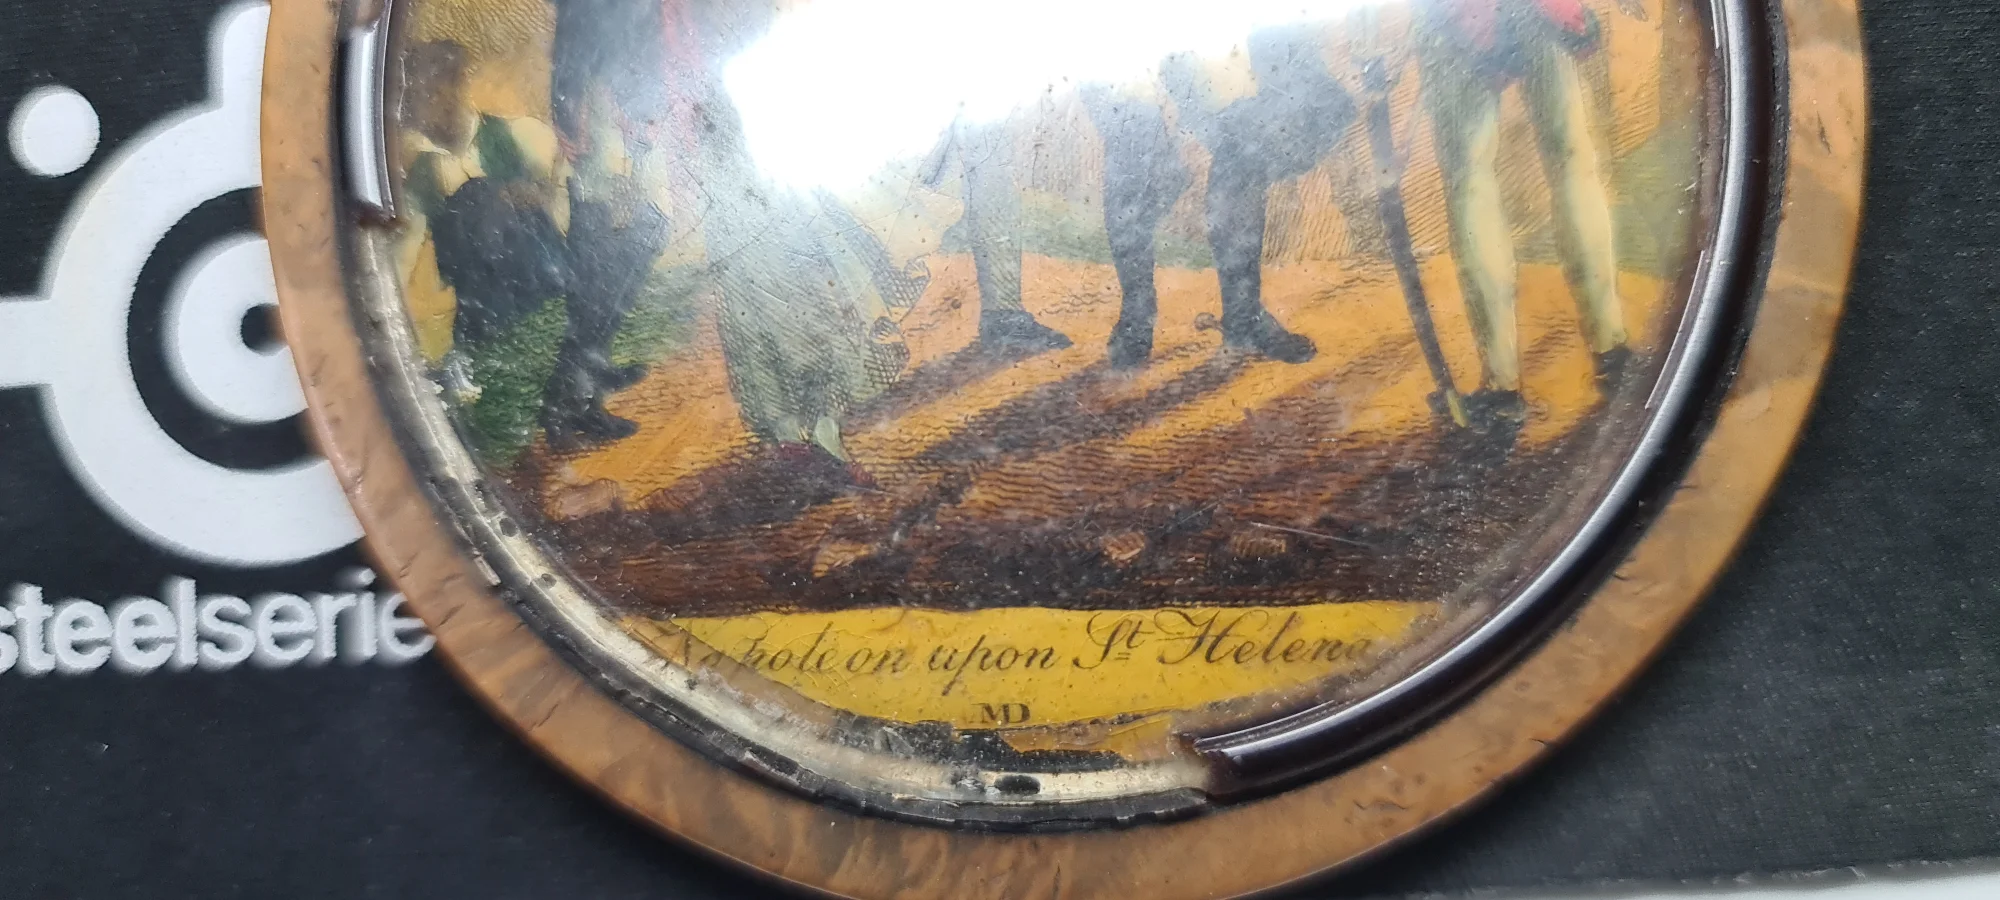 steelserie
Napoleon upon St Helena
MD